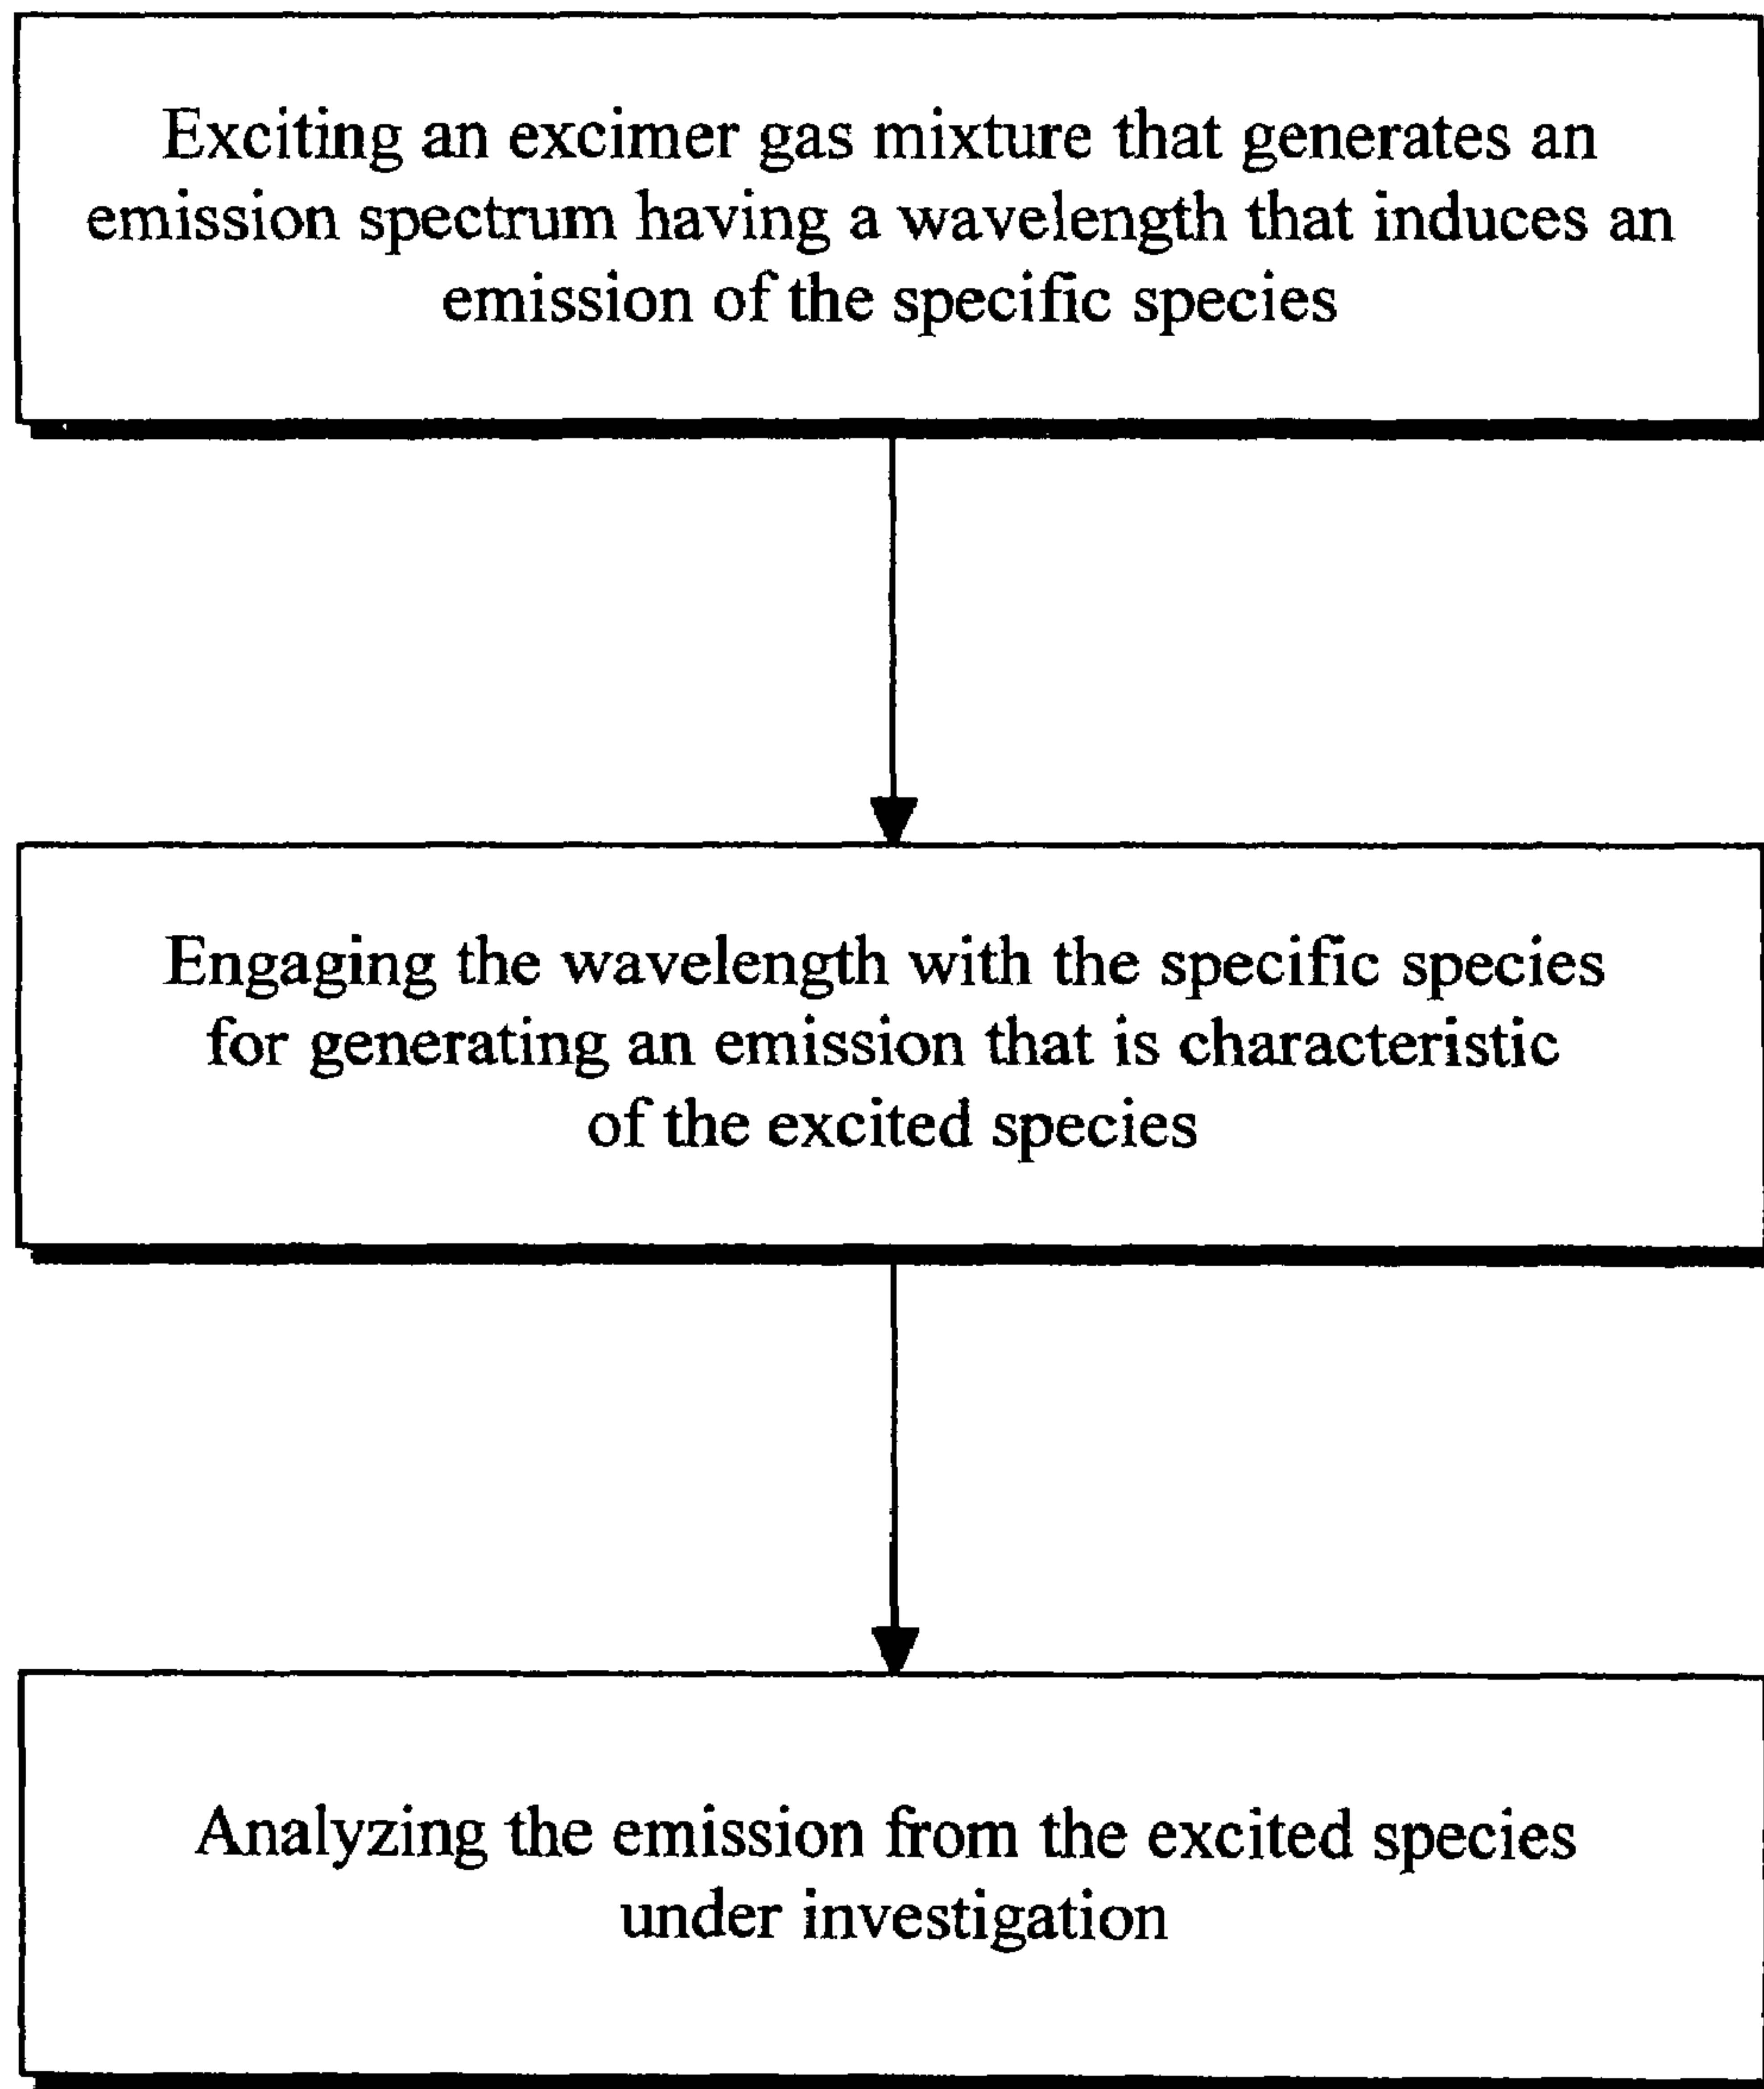 Exciting an excimer gas mixture that generates an
emission spectrum having a wavelength that induces an
emission of the specific species
Engaging the wavelength with the specific species
for generating an emission that is characteristic
of the excited species
Analyzing the emission from the excited species
under investigation